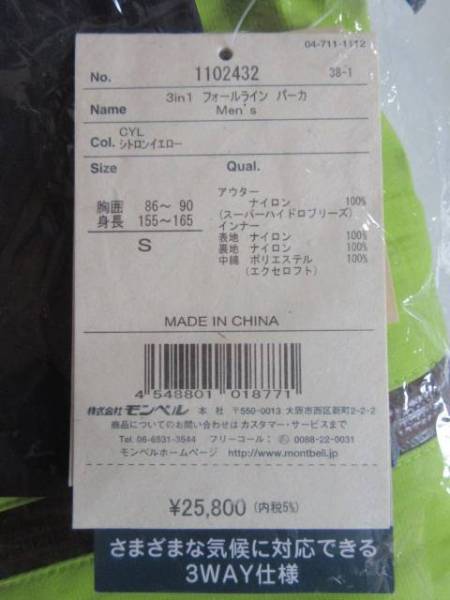 04-711-1112
No. 1102432 38-1
Name 3in1 フォールライン パーカ
Men's
Col. CYL
シトロンイエロー
Size Qual.
胸囲 86～ 90
身長 155～165
S
アウター
ナイロン 100%
(スーパーハイドロブリーズ)
インナー
表地 ナイロン 100%
裏地 ナイロン 100%
中綿 ポリエステル 100%
(エクセロフト)
MADE IN CHINA
4 548801 018771
株式会社 モンベル 本 社 〒550-0013 大阪市西区新町2-2-2
商品についてのお問い合わせは カスタマー・サービスまで
Tel. 06-6531-3544 フリーコール： 0088-22-0031
モンベルホームページ http://www.montbell.jp
¥25,800 (内税5%)
さまざまな気候に対応できる
3WAY仕様